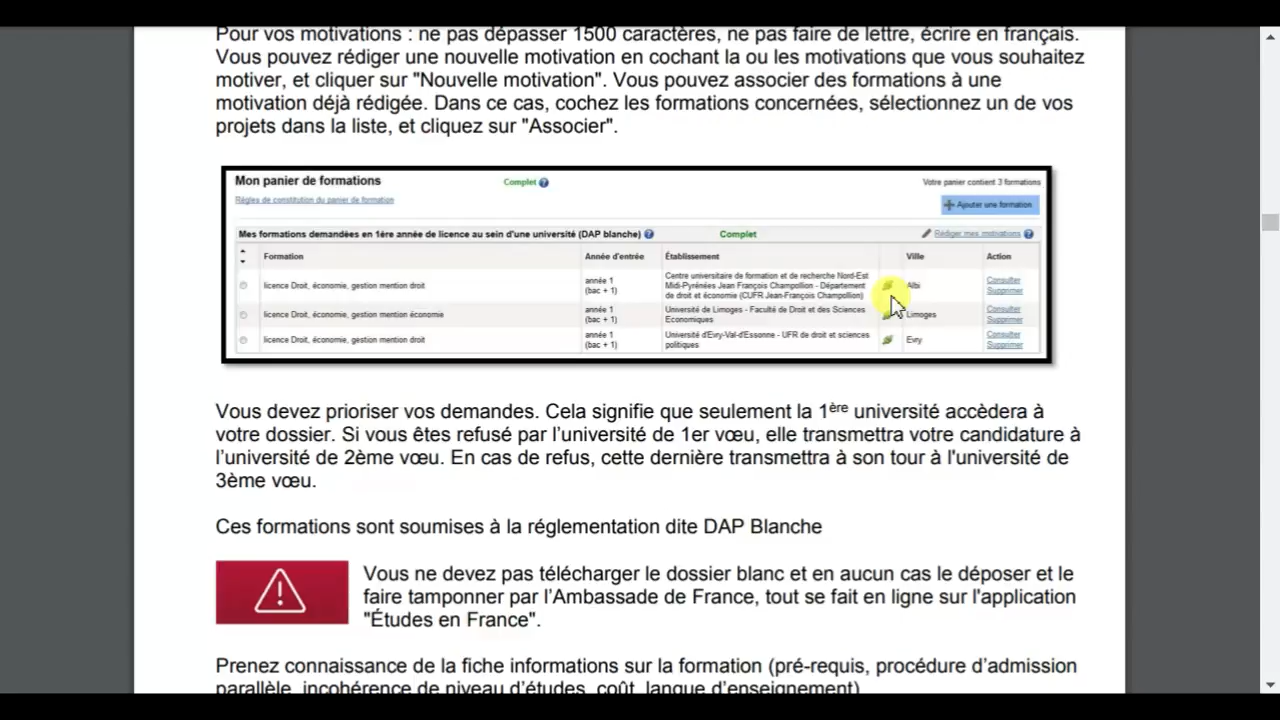 Pour vos motivations : ne pas dépasser 1500 caractères, ne pas faire de lettre, écrire en français.
Vous pouvez rédiger une nouvelle motivation en cochant la ou les motivations que vous souhaitez
motiver, et cliquer sur "Nouvelle motivation". Vous pouvez associer des formations à une
motivation déjà rédigée. Dans ce cas, cochez les formations concernées, sélectionnez un de vos
projets dans la liste, et cliquez sur "Associer".
Mon panier de formations Complet ? Votre panier contient 3 formations
Règles de constitution du panier de formation
Ajouter une formation
Mes formations demandées en 1ère année de licence au sein d'une université (DAP blanche) ? Complet Rédiger mes motivations ?
Formation Année d'entrée Établissement Ville Action
licence Droit, économie, gestion mention droit
année 1
(bac + 1)
Centre universitaire de formation et de recherche Nord-Est
Midi-Pyrénées Jean François Champollion - Département
de droit et économie (CUFR Jean-François Champollion)
Albi
Consulter
Supprimer
licence Droit, économie, gestion mention économie
année 1
(bac + 1)
Université de Limoges - Faculté de Droit et des Sciences
Economiques
Limoges
Consulter
Supprimer
licence Droit, économie, gestion mention droit
année 1
(bac + 1)
Université d'Evry-Val-d'Essonne - UFR de droit et sciences
politiques
Evry
Consulter
Supprimer
Vous devez prioriser vos demandes. Cela signifie que seulement la 1ère université accèdera à
votre dossier. Si vous êtes refusé par l'université de 1er vœu, elle transmettra votre candidature à
l'université de 2ème vœu. En cas de refus, cette dernière transmettra à son tour à l'université de
3ème vœu.
Ces formations sont soumises à la réglementation dite DAP Blanche
Vous ne devez pas télécharger le dossier blanc et en aucun cas le déposer et le
faire tamponner par l'Ambassade de France, tout se fait en ligne sur l'application
"Études en France".
Prenez connaissance de la fiche informations sur la formation (pré-requis, procédure d'admission
parallèle, incohérence de niveau d'études, coût, langue d'enseignement)